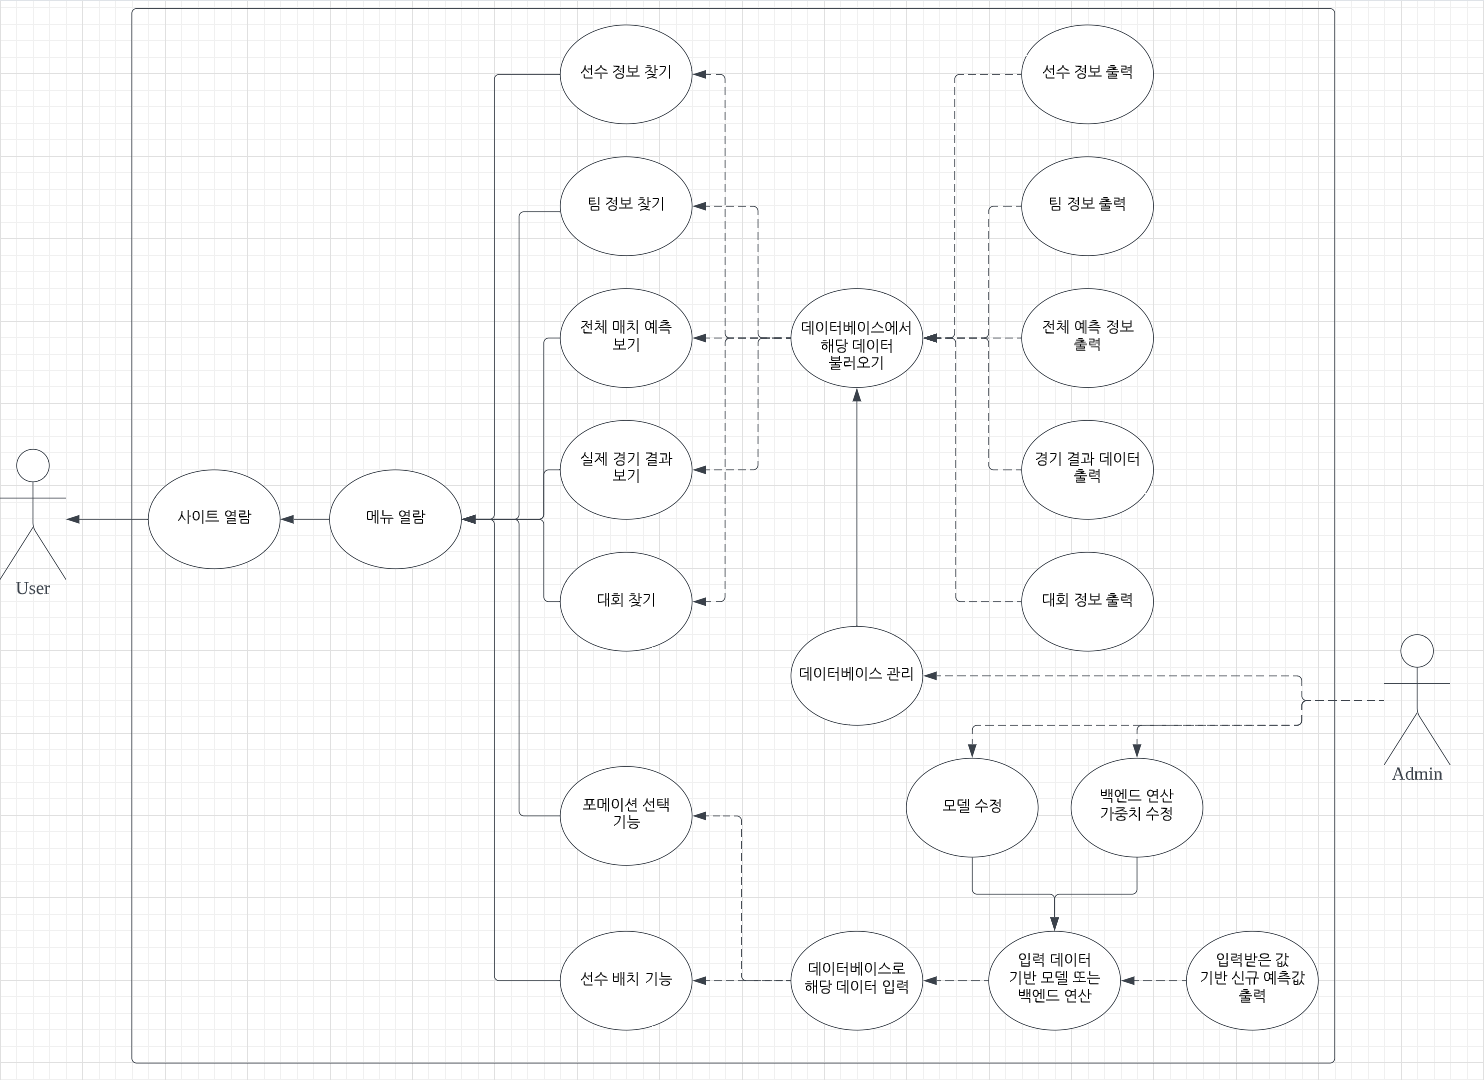 선수 정보 찾기
선수 정보 출력
팀 정보 찾기
팀 정보 출력
전체 매치 예측
보기
데이터베이스에서
해당 데이터
불러오기
전체 예측 정보
출력
실제 경기 결과
보기
경기 결과 데이터
출력
사이트 열람
메뉴 열람
User
대회 찾기
대회 정보 출력
데이터베이스 관리
Admin
포메이션 선택
기능
모델 수정
백엔드 연산
가중치 수정
선수 배치 기능
데이터베이스로
해당 데이터 입력
입력 데이터
기반 모델 또는
백엔드 연산
입력받은 값
기반 신규 예측값
출력